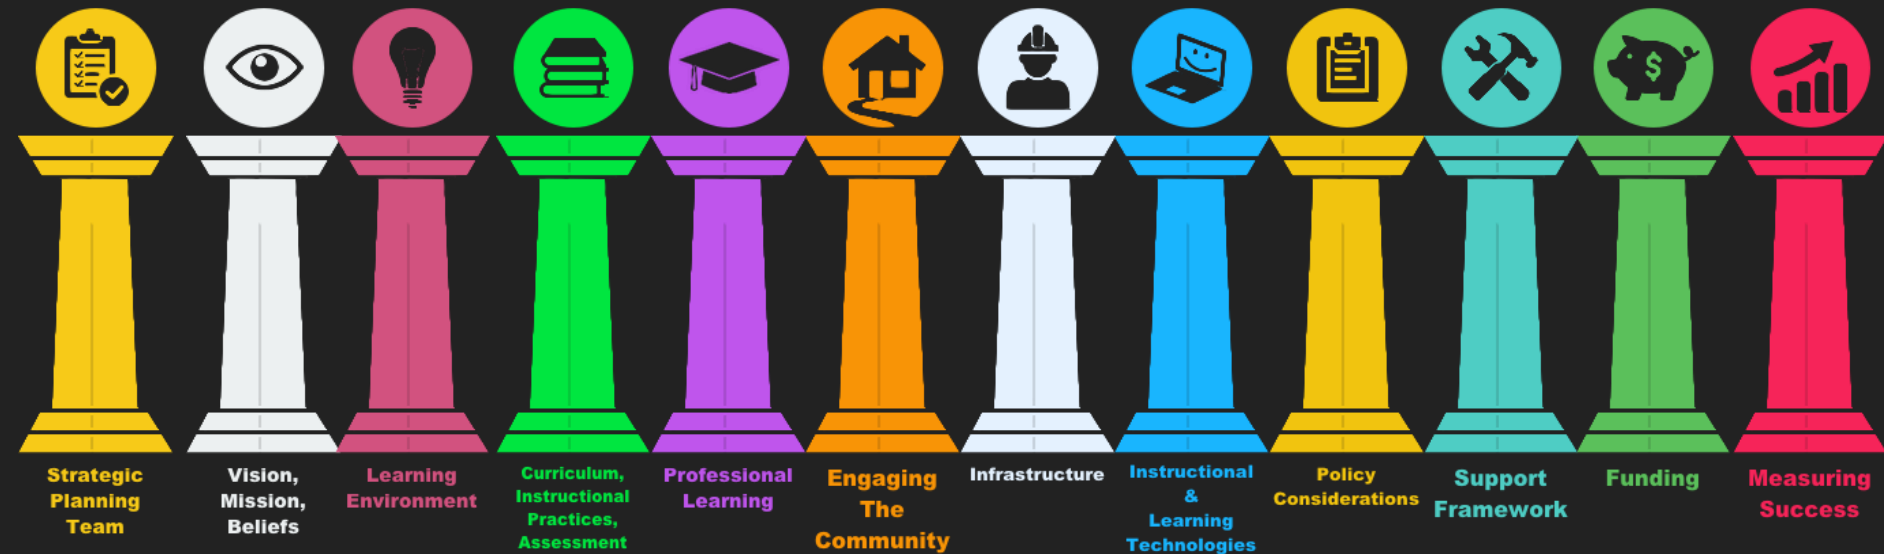 $
Strategic
Planning
Team
Vision,
Mission,
Beliefs
Learning
Environment
Curriculum,
Instructional
Practices,
Assessment
Professional
Learning
Engaging
The
Community
Infrastructure
Instructional
&
Learning
Technologies
Policy
Considerations
Support
Framework
Funding
Measuring
Success